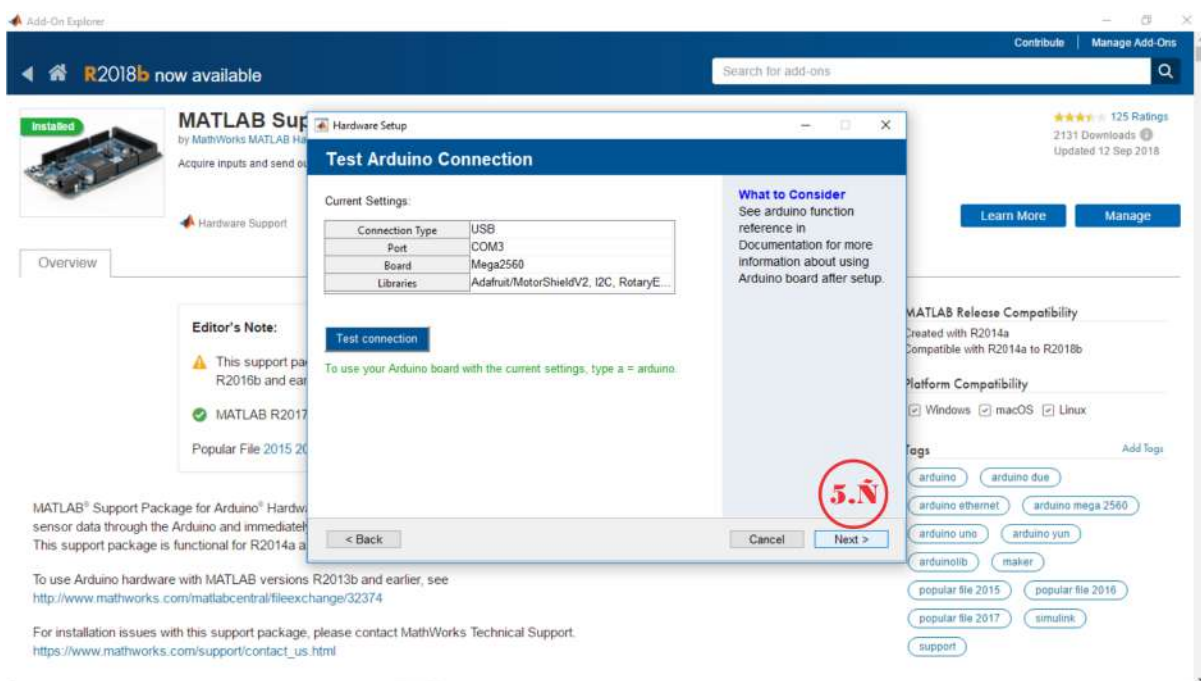 Add-On Explorer
Contribute | Manage Add-Ons
R2018b now available
Search for add-ons
Installed
MATLAB Sup
by MathWorks MATLAB Ha
Acquire inputs and send ou
Hardware Support
125 Ratings
2131 Downloads
Updated 12 Sep 2018
Learn More
Manage
Overview
Hardware Setup
Test Arduino Connection
Current Settings:
Connection Type USB
Port COM3
Board Mega2560
Libraries Adafruit/MotorShieldV2, I2C, RotaryE...
Test connection
To use your Arduino board with the current settings, type a = arduino.
What to Consider
See arduino function
reference in
Documentation for more
information about using
Arduino board after setup.
5.Ñ
< Back
Cancel
Next >
Editor's Note:
This support pa
R2016b and ear
MATLAB R2017
Popular File 2015 20
MATLAB® Support Package for Arduino® Hardwa
sensor data through the Arduino and immediatel
This support package is functional for R2014a a
To use Arduino hardware with MATLAB versions R2013b and earlier, see
http://www.mathworks.com/matlabcentral/fileexchange/32374
For installation issues with this support package, please contact MathWorks Technical Support.
https://www.mathworks.com/support/contact_us.html
MATLAB Release Compatibility
Created with R2014a
Compatible with R2014a to R2018b
Platform Compatibility
Windows macOS Linux
Tags
Add Tags
arduino
arduino due
arduino ethernet
arduino mega 2560
arduino uno
arduino yun
arduinolib
maker
popular file 2015
popular file 2016
popular file 2017
simulink
support